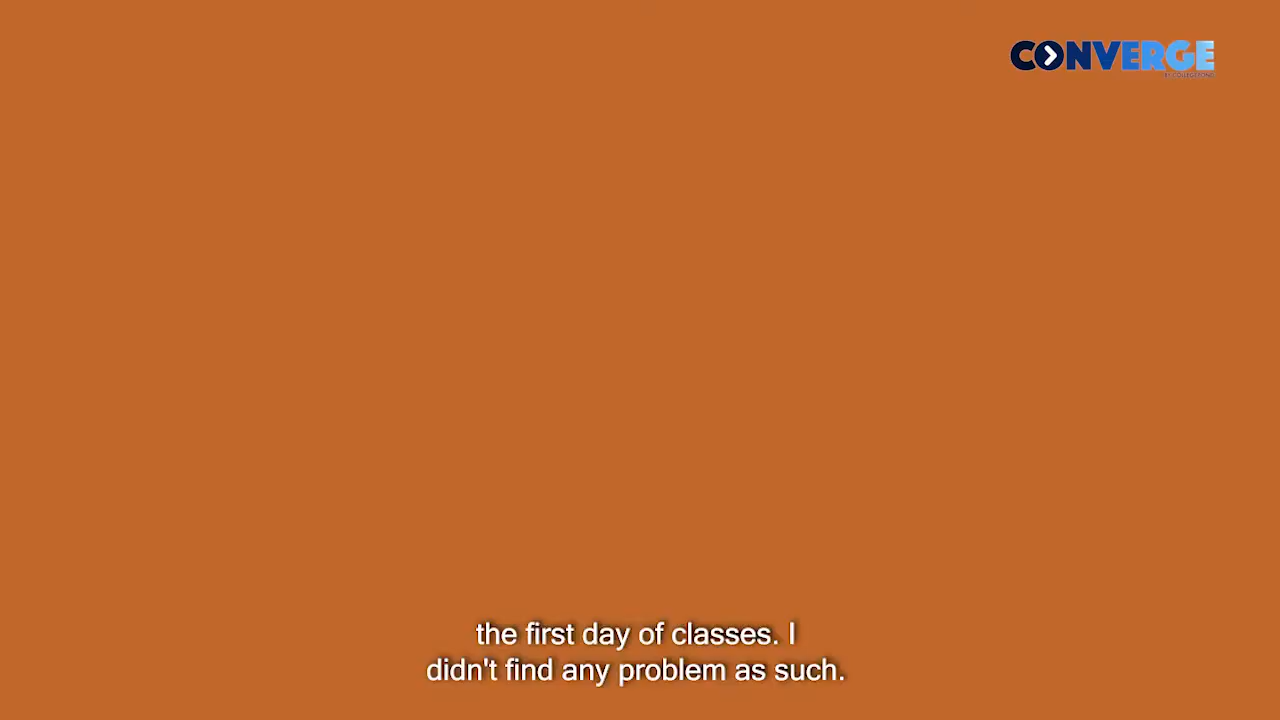 CONVERGE
the first day of classes. I
didn't find any problem as such.